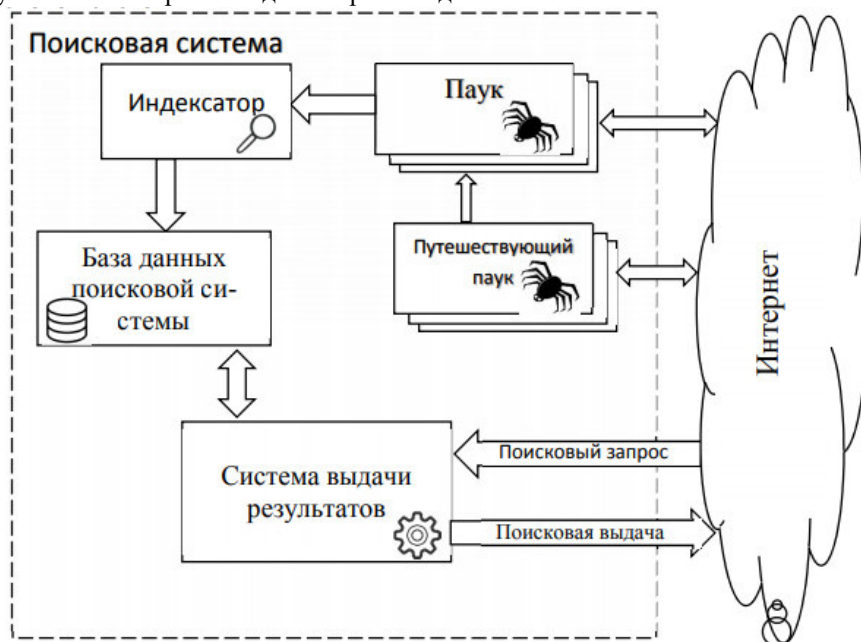 Поисковая система
Индексатор
Паук
Путешествующий
паук
База данных
поисковой си-
стемы
Интернет
Поисковый запрос
Система выдачи
результатов
Поисковая выдача